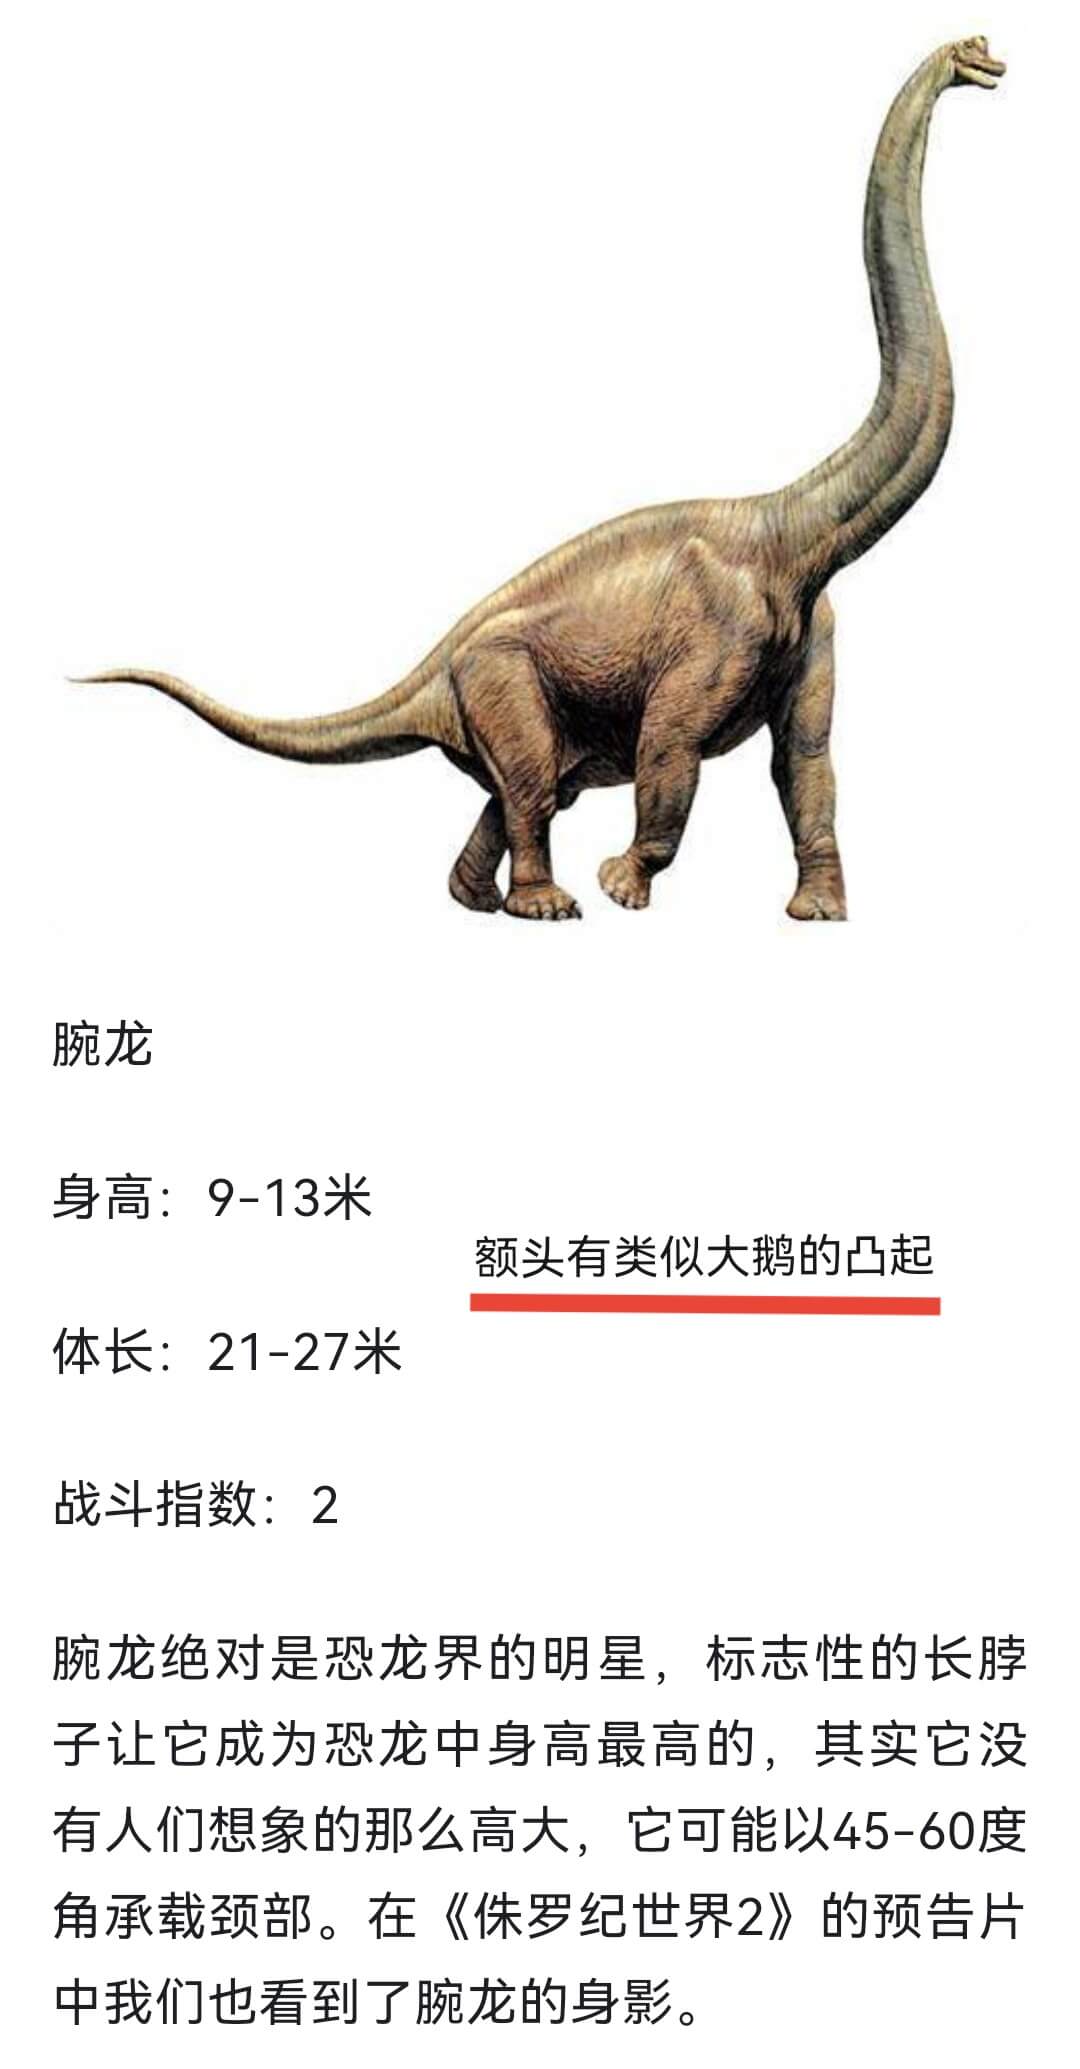 腕龙
身高：9-13米
额头有类似大鹅的凸起
体长：21-27米
战斗指数：2
腕龙绝对是恐龙界的明星，标志性的长脖
子让它成为恐龙中身高最高的，其实它没
有人们想象的那么高大，它可能以45-60度
角承载颈部。在《侏罗纪世界2》的预告片
中我们也看到了腕龙的身影。